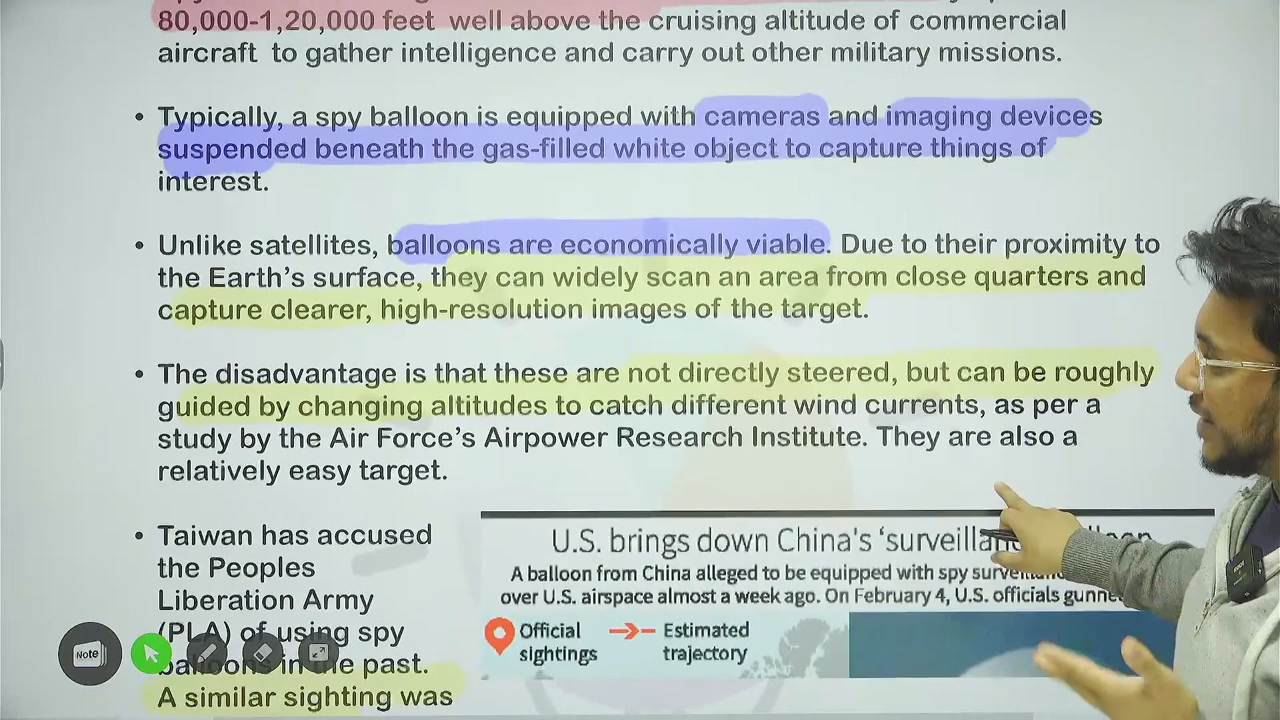 80,000-1,20,000 feet well above the cruising altitude of commercial
aircraft to gather intelligence and carry out other military missions.
• Typically, a spy balloon is equipped with cameras and imaging devices
suspended beneath the gas-filled white object to capture things of
interest.
• Unlike satellites, balloons are economically viable. Due to their proximity to
the Earth's surface, they can widely scan an area from close quarters and
capture clearer, high-resolution images of the target.
• The disadvantage is that these are not directly steered, but can be roughly
guided by changing altitudes to catch different wind currents, as per a
study by the Air Force's Airpower Research Institute. They are also a
relatively easy target.
• Taiwan has accused
the Peoples
Liberation Army
(PLA) of using spy
balloons in the past.
A similar sighting was
U.S. brings down China's 'surveillan
A balloon from China alleged to be equipped with spy
over U.S. airspace almost a week ago. On February 4, U.S. officials
Official
sightings
Estimated
trajectory
Note